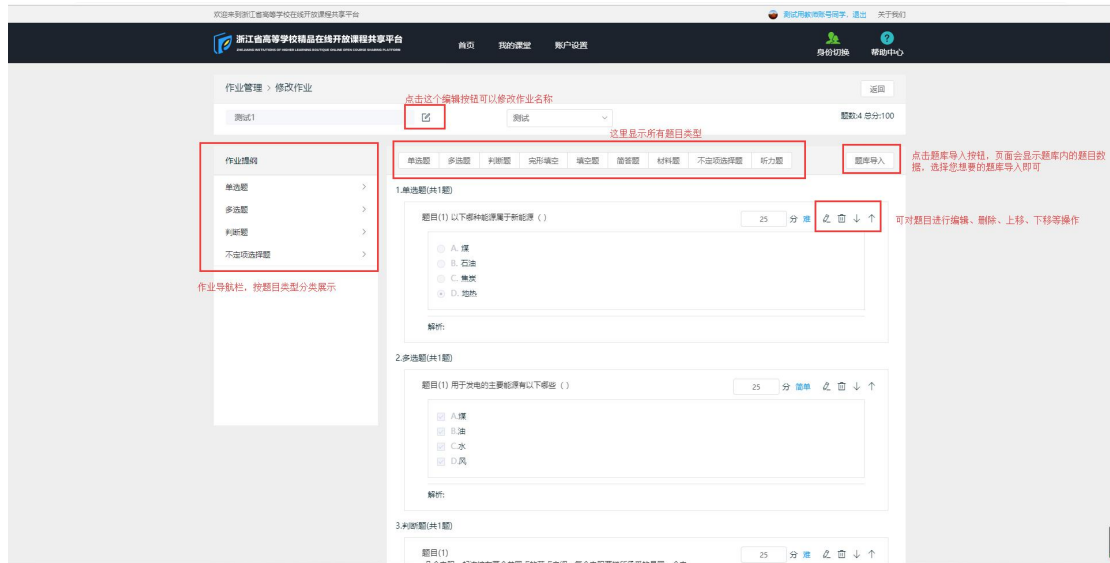 欢迎来到浙江省高等学校在线开放课程共享平台
测试用教师账号同学，退出 关于我们
浙江省高等学校精品在线开放课程共享平台
首页 我的课堂 账户设置
身份切换 帮助中心
作业管理 > 修改作业
返回
点击这个编辑按钮可以修改作业名称
测试1
测试
题数:4 总分:100
这里显示所有题目类型
作业提纲
单选题 多选题 判断题 完形填空 填空题 简答题 材料题 不定项选择题 听力题
题库导入
点击题库导入按钮，页面会显示题库内的题目数
据，选择您想要的题库导入即可
单选题
多选题
判断题
不定项选择题
作业导航栏，按题目类型分类展示
1.单选题(共1题)
题目(1) 以下哪种能源属于新能源（）
25 分 难
可对题目进行编辑、删除、上移、下移等操作
A. 煤
B. 石油
C. 焦炭
D. 地热
解析:
2.多选题(共1题)
题目(1) 用于发电的主要能源有以下哪些（）
25 分 简单
A.煤
B.油
C.水
D.风
解析:
3.判断题(共1题)
题目(1)
25 分 难